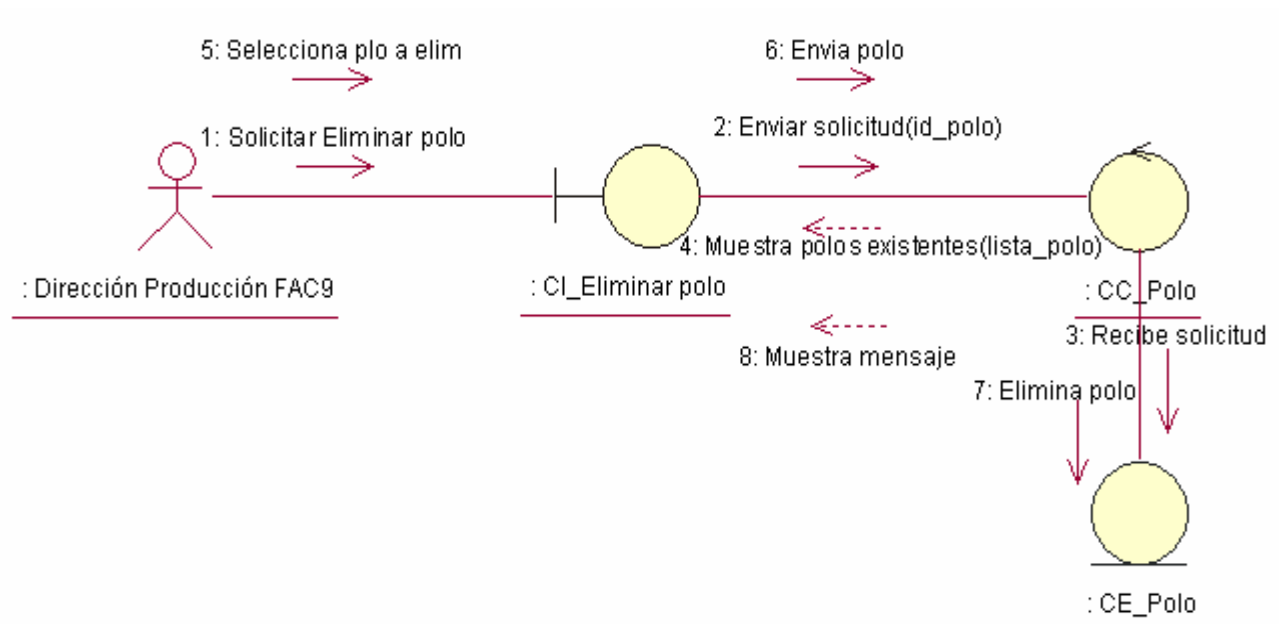 5: Selecciona plo a elim
6: Envia polo
1: Solicitar Eliminar polo
2: Enviar solicitud(id_polo)
4: Muestra polos existentes(lista_polo)
: Dirección Producción FAC9
: CI_Eliminar polo
: CC_Polo
3: Recibe solicitud
8: Muestra mensaje
7: Elimina polo
: CE_Polo